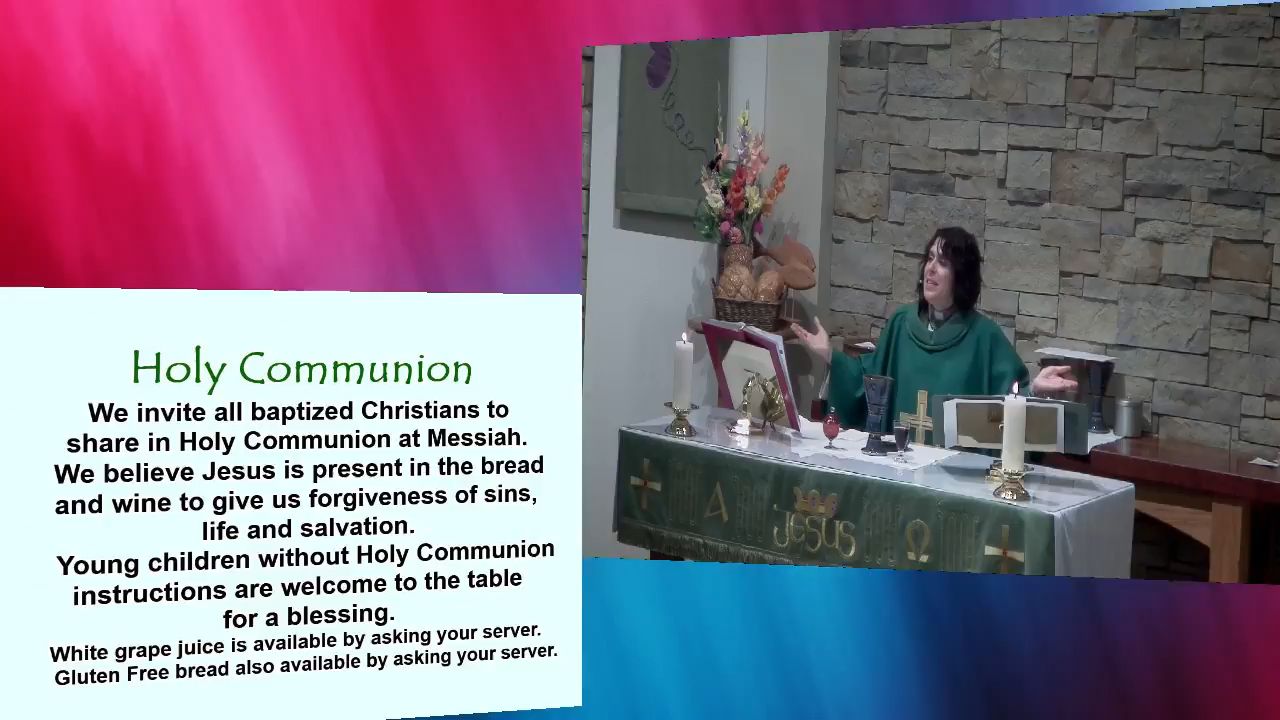 Holy Communion
We invite all baptized Christians to
share in Holy Communion at Messiah.
We believe Jesus is present in the bread
and wine to give us forgiveness of sins,
life and salvation.
Young children without Holy Communion
instructions are welcome to the table
for a blessing.
White grape juice is available by asking your server.
Gluten Free bread also available by asking your server.
Α JESUS Ω